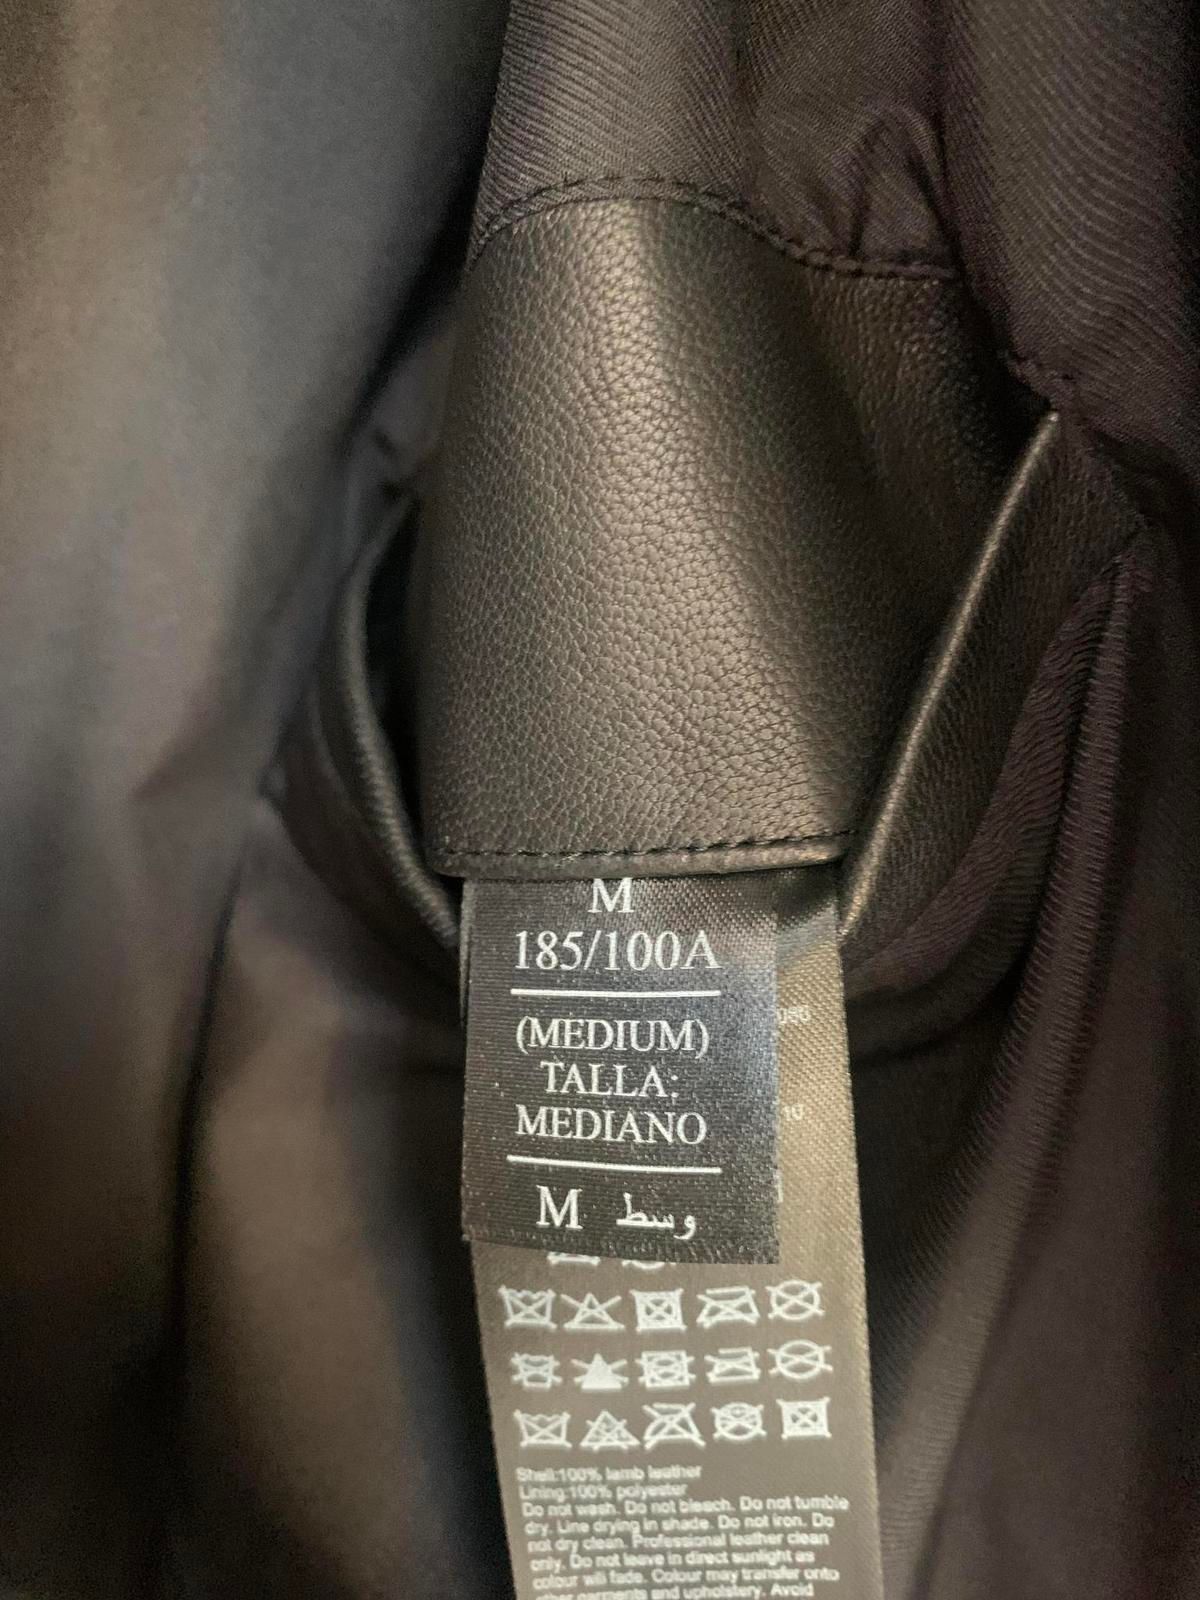 M
185/100A
(MEDIUM)
TALLA:
MEDIANO
M وسط
Shell:100% lamb leather
Lining:100% polyester
Do not wash. Do not bleach. Do not tumble
dry. Line drying in shade. Do not iron. Do
not dry clean. Professional leather clean
only. Do not leave in direct sunlight as
colour will fade. Colour may transfer onto
other garments and upholstery. Avoid